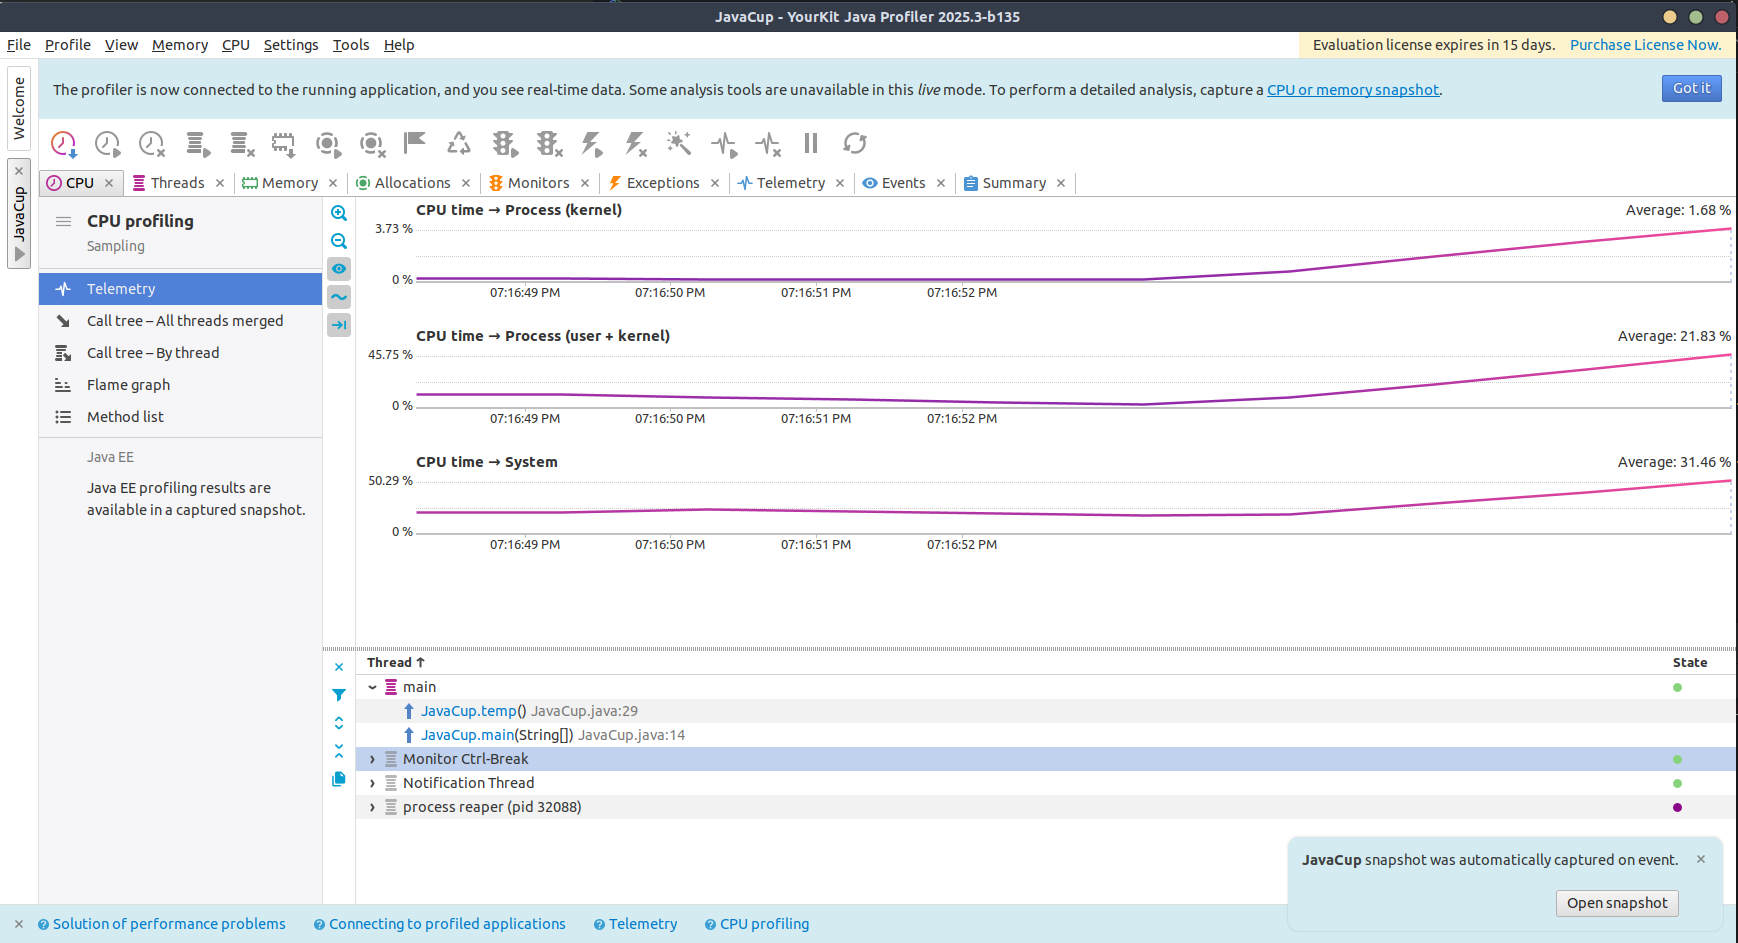 JavaCup - YourKit Java Profiler 2025.3-b135
File Profile View Memory CPU Settings Tools Help
Evaluation license expires in 15 days. Purchase License Now.
Welcome
JavaCup
The profiler is now connected to the running application, and you see real-time data. Some analysis tools are unavailable in this live mode. To perform a detailed analysis, capture a CPU or memory snapshot.
Got it
CPU Threads Memory Allocations Monitors Exceptions Telemetry Events Summary
CPU profiling
Sampling
Telemetry
Call tree – All threads merged
Call tree – By thread
Flame graph
Method list
Java EE
Java EE profiling results are
available in a captured snapshot.
CPU time → Process (kernel)
Average: 1.68 %
3.73 %
0 %
07:16:49 PM 07:16:50 PM 07:16:51 PM 07:16:52 PM
CPU time → Process (user + kernel)
Average: 21.83 %
45.75 %
0 %
07:16:49 PM 07:16:50 PM 07:16:51 PM 07:16:52 PM
CPU time → System
Average: 31.46 %
50.29 %
0 %
07:16:49 PM 07:16:50 PM 07:16:51 PM 07:16:52 PM
Thread ↑ State
main
JavaCup.temp() JavaCup.java:29
JavaCup.main(String[]) JavaCup.java:14
Monitor Ctrl-Break
Notification Thread
process reaper (pid 32088)
JavaCup snapshot was automatically captured on event.
Open snapshot
Solution of performance problems Connecting to profiled applications Telemetry CPU profiling